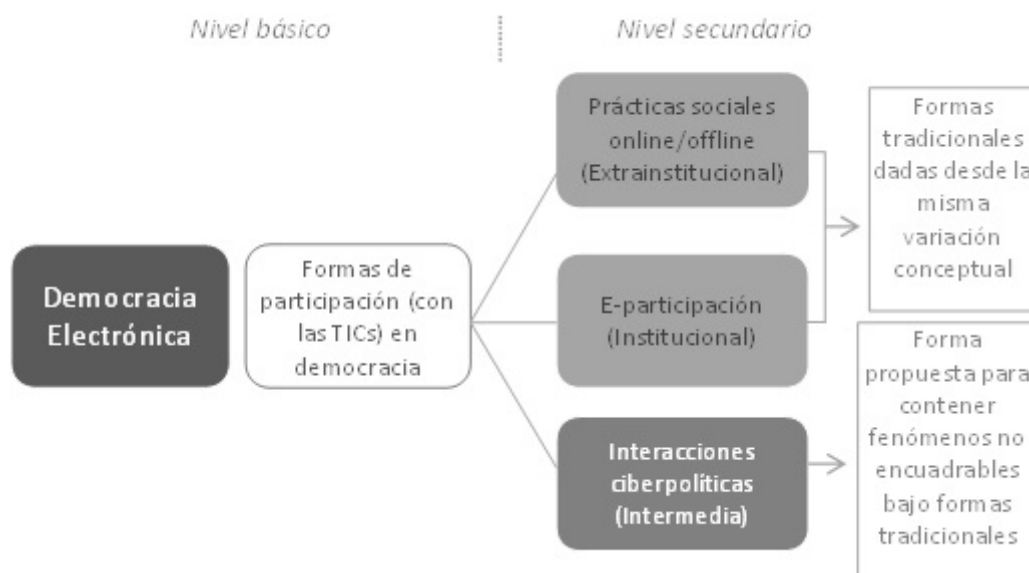 Nivel básico
Nivel secundario
Democracia
Electrónica
Formas de
participación (con
las TICs) en
democracia
Prácticas sociales
online/offline
(Extrainstitucional)
E-participación
(Institucional)
Interacciones
ciberpolíticas
(Intermedia)
Formas
tradicionales
dadas desde la
misma
variación
conceptual
Forma
propuesta para
contener
fenómenos no
encuadrables
bajo formas
tradicionales